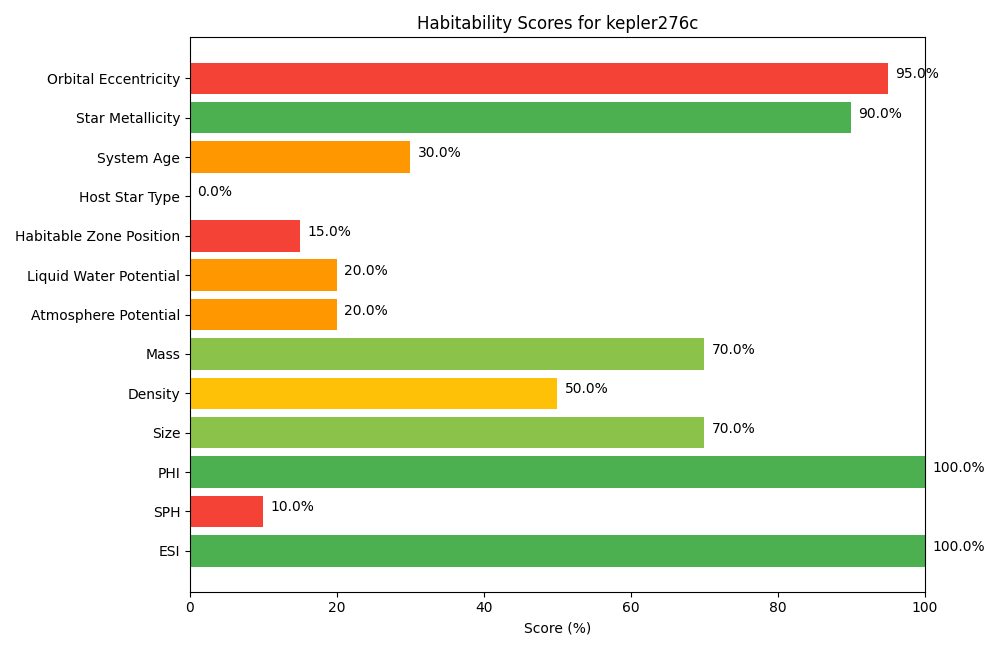 Habitability Scores for kepler276c
Orbital Eccentricity 95.0%
Star Metallicity 90.0%
System Age 30.0%
Host Star Type 0.0%
Habitable Zone Position 15.0%
Liquid Water Potential 20.0%
Atmosphere Potential 20.0%
Mass 70.0%
Density 50.0%
Size 70.0%
PHI 100.0%
SPH 10.0%
ESI 100.0%
0 20 40 60 80 100
Score (%)